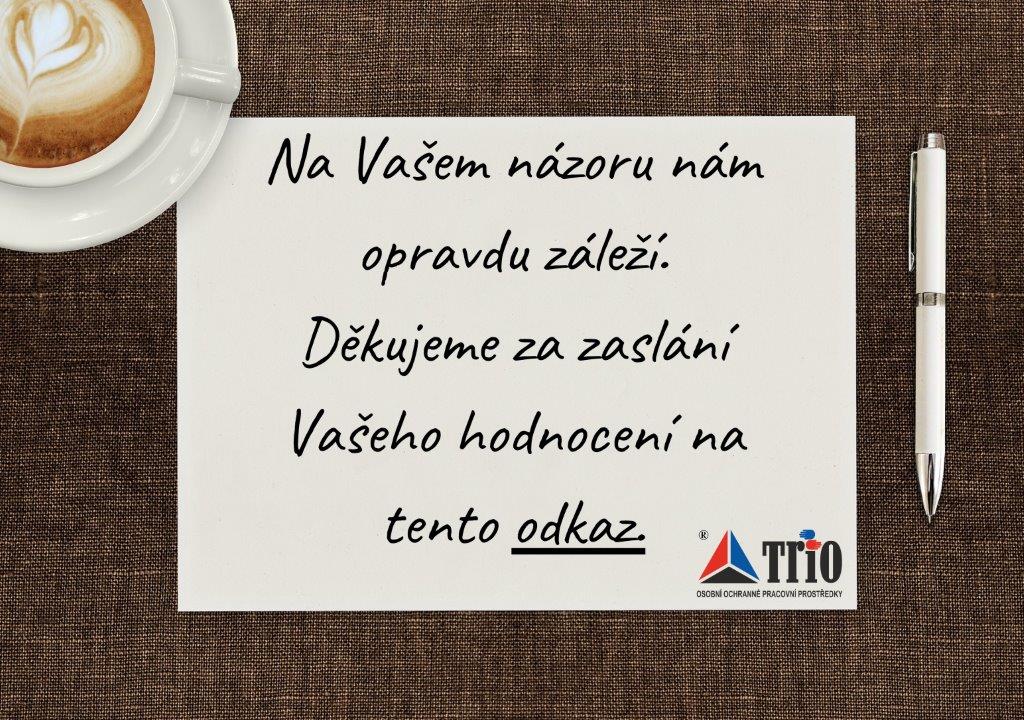 Na Vašem názoru nám
opravdu záleží.
Děkujeme za zaslání
Vašeho hodnocení na
tento odkaz.
® TRIO
OSOBNÍ OCHRANNÉ PRACOVNÍ PROSTŘEDKY